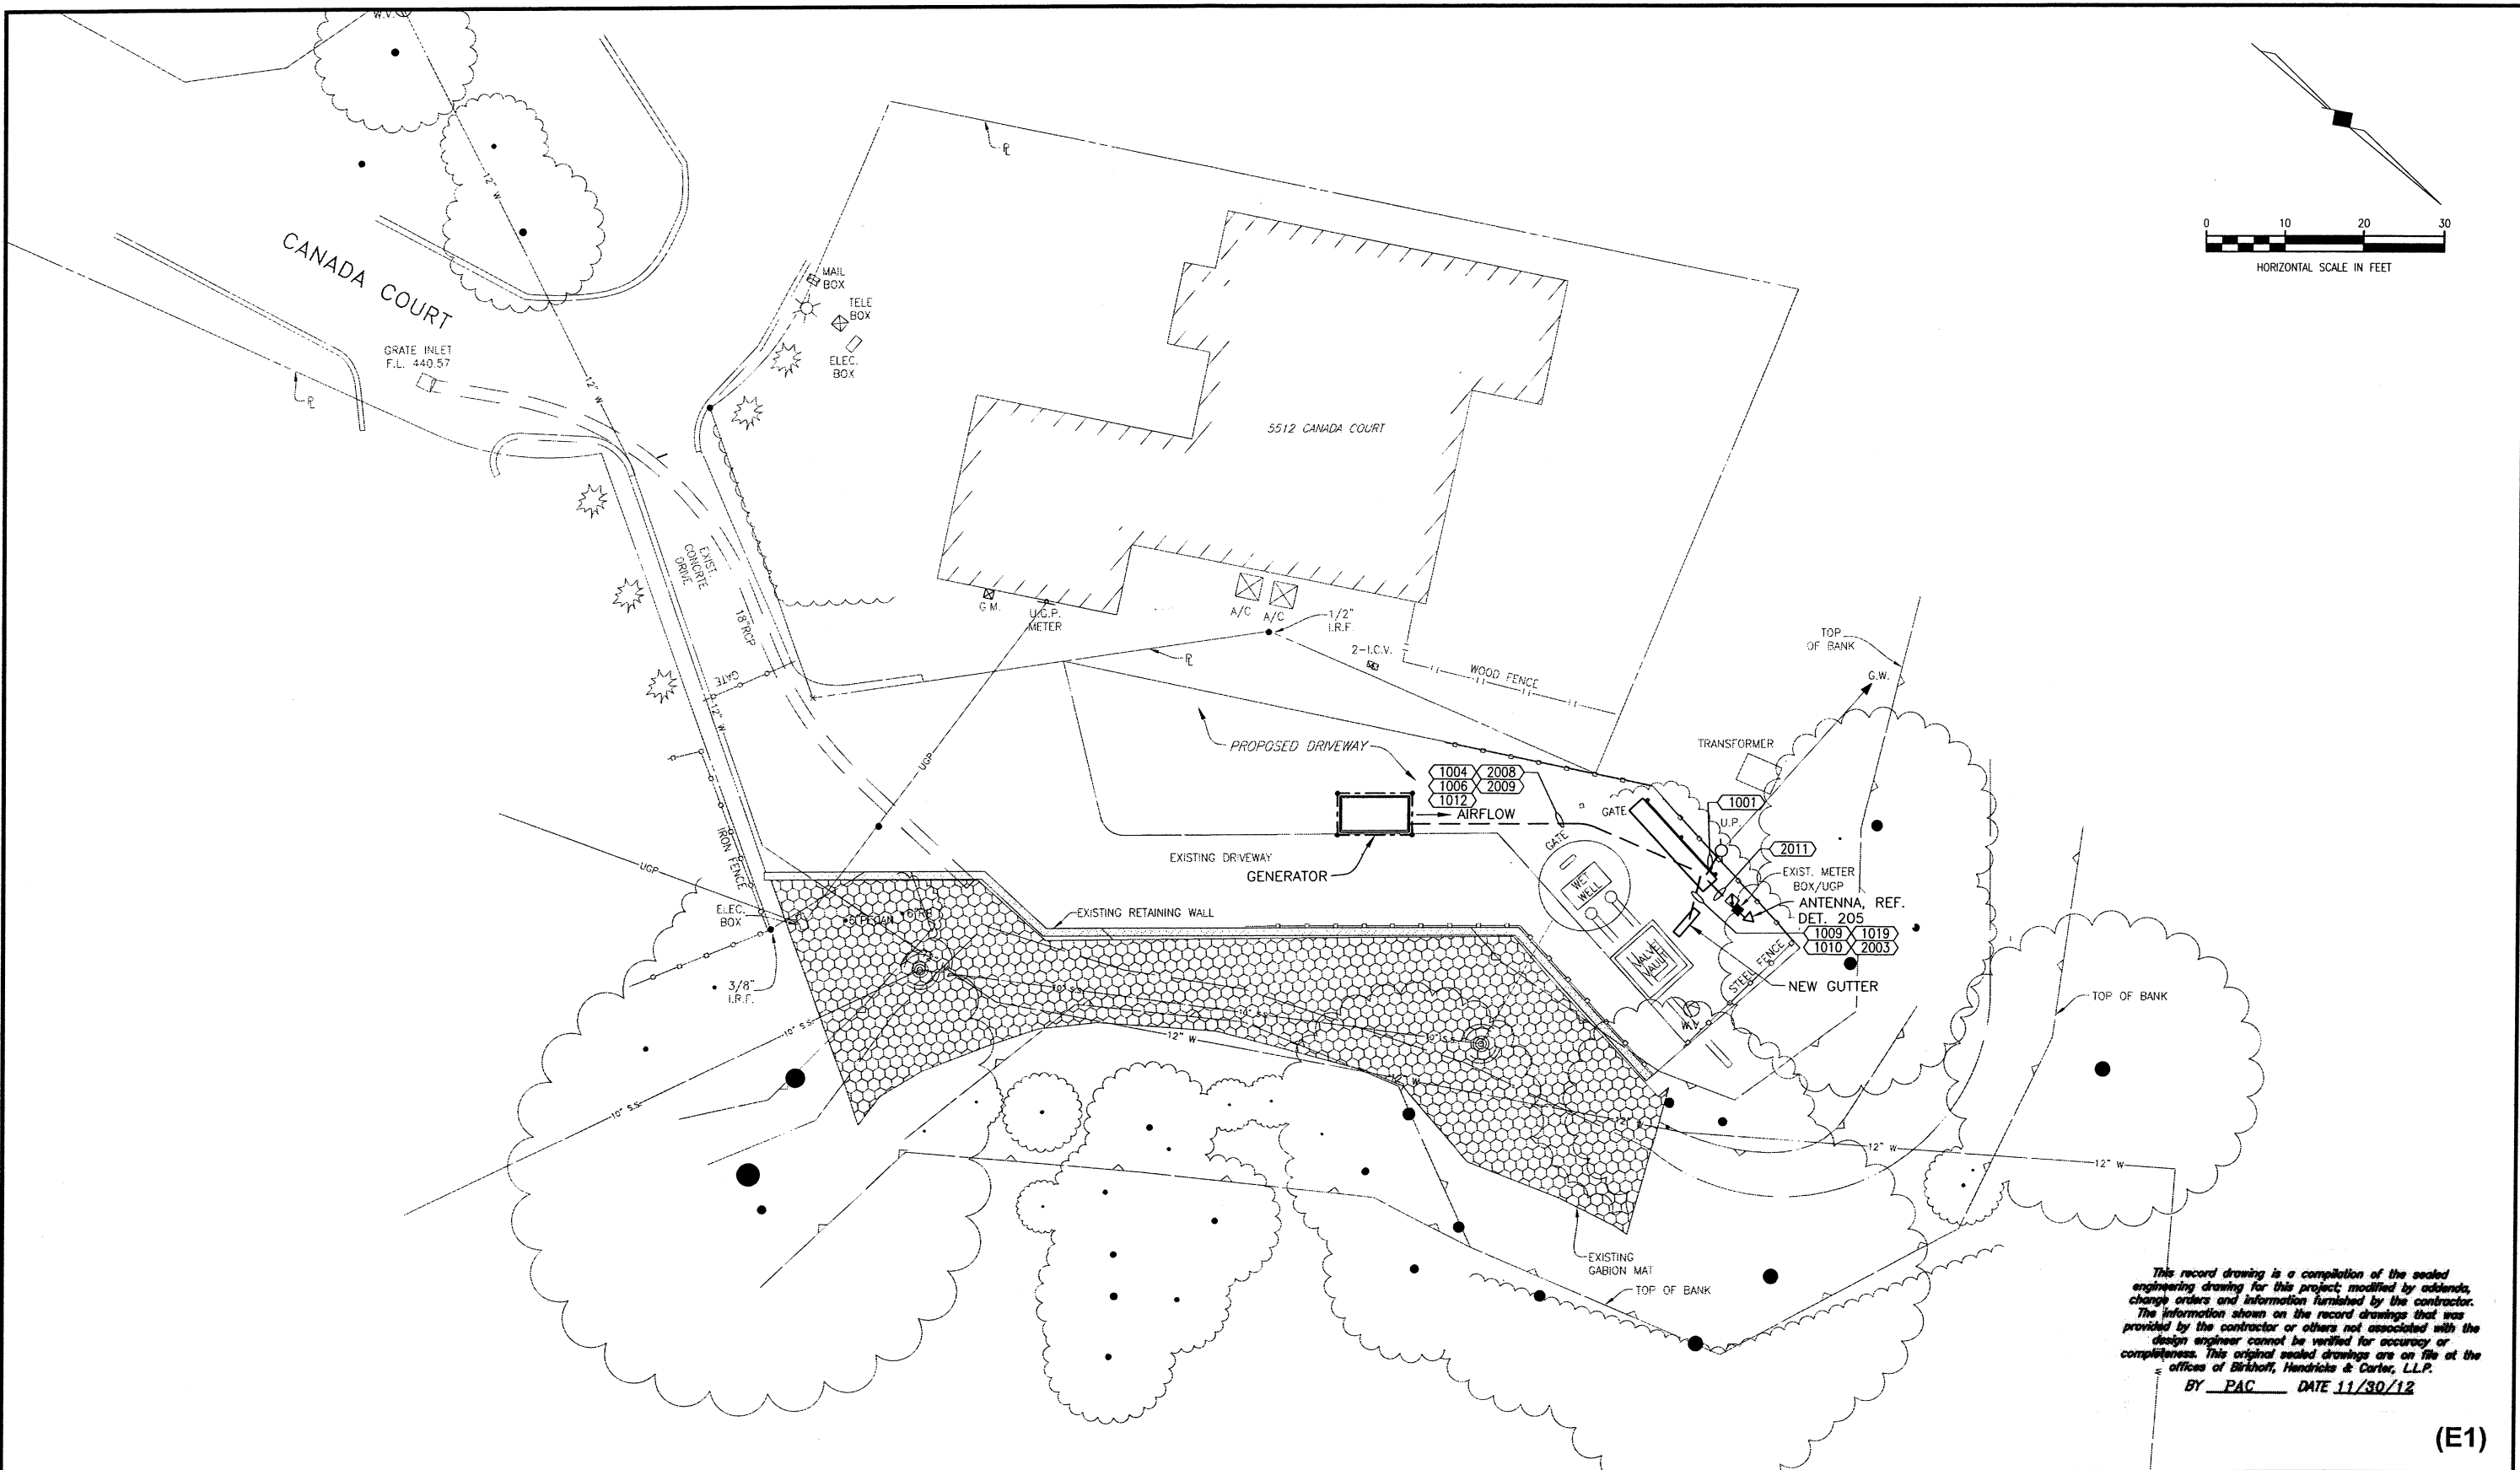 W.V.
12" W
CANADA COURT
GRATE INLET
F.L. 440.57
12" W
MAIL
BOX
TELE
BOX
ELEC.
BOX
5512 CANADA COURT
0 10 20 30
HORIZONTAL SCALE IN FEET
EXIST.
CONCRTE
DRIVE
18"RCP
GATE
12" W
G.M.
U.G.P.
METER
A/C
A/C
1/2"
I.R.F.
2-I.C.V.
WOOD FENCE
TOP
OF BANK
G.W.
TRANSFORMER
UGP
PROPOSED DRIVEWAY
1004 2008
1006 2009
1012
AIRFLOW
GATE
GATE
1001
U.P.
2011
EXIST. METER
BOX/UGP
ANTENNA, REF.
DET. 205
1009 1019
1010 2003
EXISTING DRIVEWAY
GENERATOR
WET
WELL
VALVE
VAULT
STEEL FENCE
NEW GUTTER
IRON FENCE
UGP
ELEC.
BOX
3/8"
I.R.F.
EXISTING RETAINING WALL
TOP OF BANK
10" S.S.
10" S.S.
10" S.S.
10" S.S.
10" S.S.
12" W
12" W
12" W
12" W
12" W
EXISTING
GABION MAT
TOP OF BANK
This record drawing is a compilation of the sealed
engineering drawing for this project; modified by addenda,
change orders and information furnished by the contractor.
The information shown on the record drawings that was
provided by the contractor or others not associated with the
design engineer cannot be verified for accuracy or
completeness. This original sealed drawings are on file at the
offices of Birkhoff, Hendricks & Carter, L.L.P.
BY PAC DATE 11/30/12
(E1)